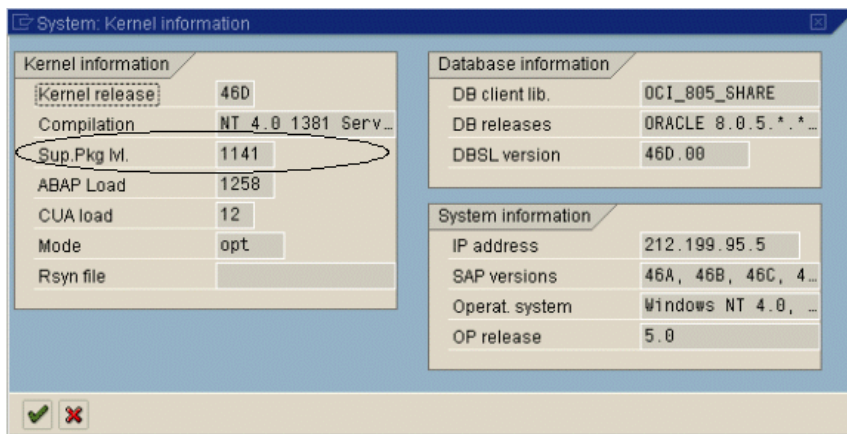 System: Kernel information
Kernel information
Kernel release 46D
Compilation NT 4.0 1381 Serv…
Sup.Pkg lvl. 1141
ABAP Load 1258
CUA load 12
Mode opt
Rsyn file
Database information
DB client lib. OCI_805_SHARE
DB releases ORACLE 8.0.5.*.*…
DBSL version 46D.00
System information
IP address 212.199.95.5
SAP versions 46A, 46B, 46C, 4…
Operat. system Windows NT 4.0, …
OP release 5.0